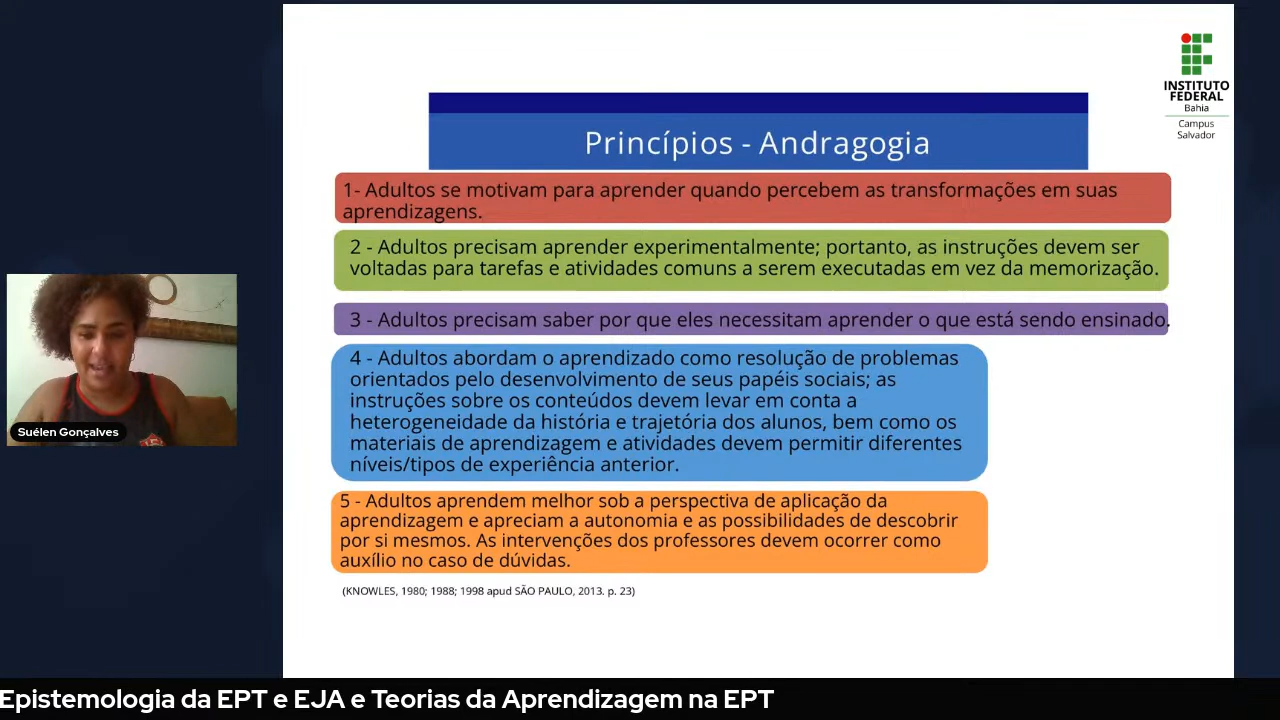 INSTITUTO
FEDERAL
Bahia
Campus
Salvador
Princípios - Andragogia
1- Adultos se motivam para aprender quando percebem as transformações em suas
aprendizagens.
2 - Adultos precisam aprender experimentalmente; portanto, as instruções devem ser
voltadas para tarefas e atividades comuns a serem executadas em vez da memorização.
3 - Adultos precisam saber por que eles necessitam aprender o que está sendo ensinado.
4 - Adultos abordam o aprendizado como resolução de problemas
orientados pelo desenvolvimento de seus papéis sociais; as
instruções sobre os conteúdos devem levar em conta a
heterogeneidade da história e trajetória dos alunos, bem como os
materiais de aprendizagem e atividades devem permitir diferentes
níveis/tipos de experiência anterior.
5 - Adultos aprendem melhor sob a perspectiva de aplicação da
aprendizagem e apreciam a autonomia e as possibilidades de descobrir
por si mesmos. As intervenções dos professores devem ocorrer como
auxílio no caso de dúvidas.
(KNOWLES, 1980; 1988; 1998 apud SÃO PAULO, 2013. p. 23)
Suélen Gonçalves
Epistemologia da EPT e EJA e Teorias da Aprendizagem na EPT